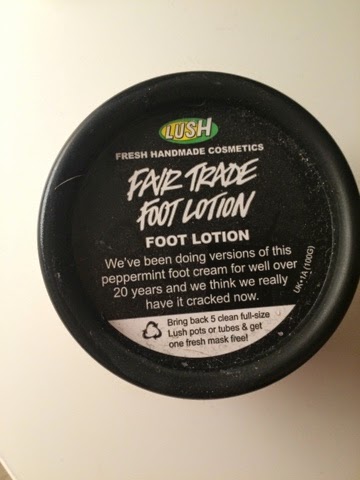 LUSH
FRESH HANDMADE COSMETICS
FAIR TRADE
FOOT LOTION
FOOT LOTION
We've been doing versions of this
peppermint foot cream for well over
20 years and we think we really
have it cracked now.
UK•1A (100G)
Bring back 5 clean full-size
Lush pots or tubes & get
one fresh mask free!